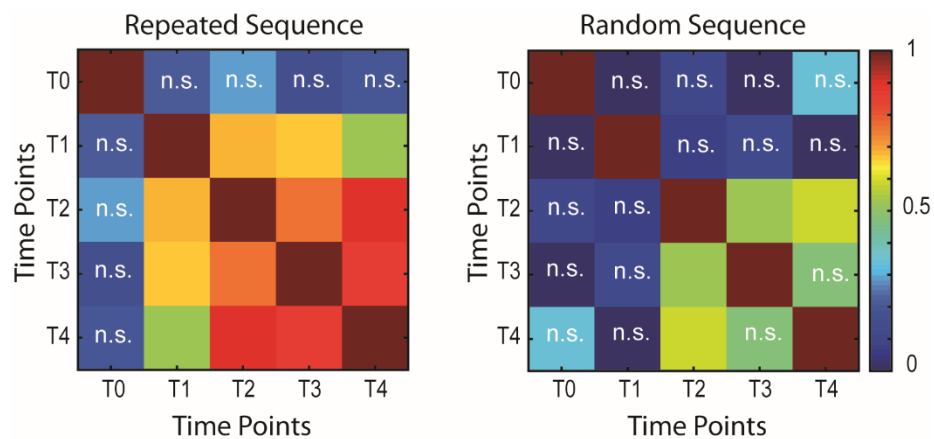 Repeated Sequence
Random Sequence
Time Points
T0 n.s. n.s. n.s. n.s.
T1 n.s.
T2 n.s.
T3 n.s.
T4 n.s.
T0 T1 T2 T3 T4
Time Points
Time Points
T0 n.s. n.s. n.s. n.s.
T1 n.s. n.s. n.s. n.s.
T2 n.s. n.s.
T3 n.s. n.s. n.s.
T4 n.s. n.s. n.s.
T0 T1 T2 T3 T4
Time Points
1
0.5
0